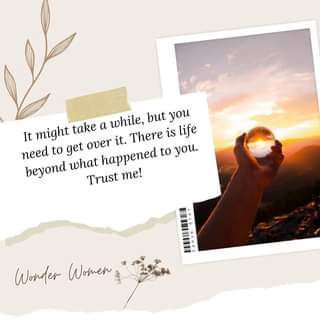 It might take a while, but you
need to get over it. There is life
beyond what happened to you.
Trust me!
Wonder Women